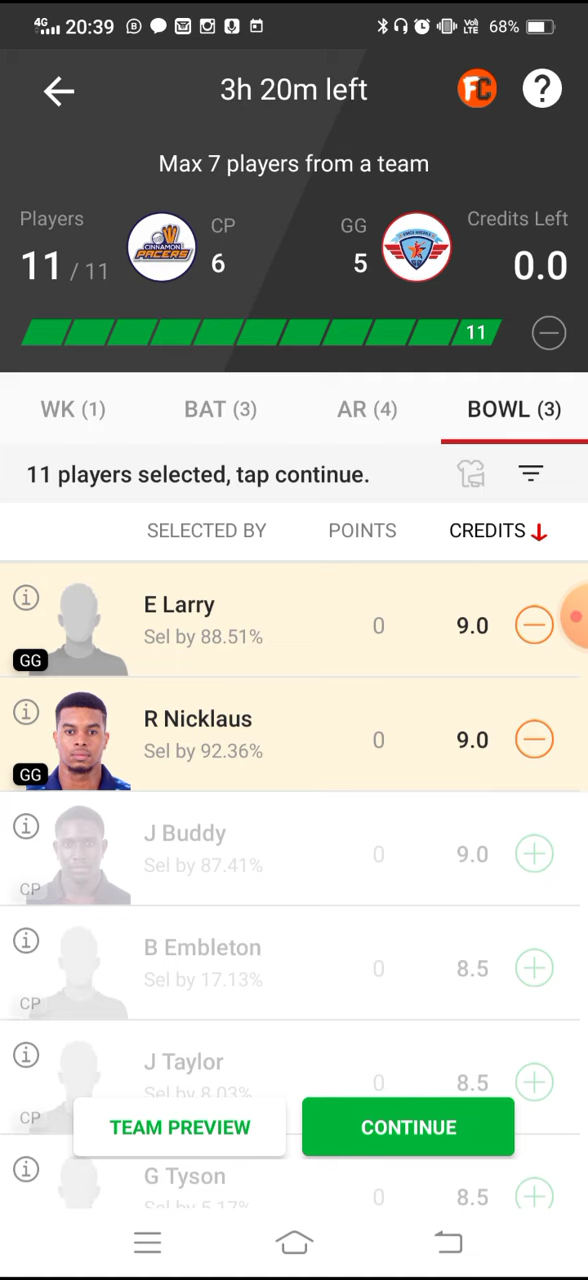 4G 20:39 68%
VoI LTE
3h 20m left
FC
?
Max 7 players from a team
Players CP GG Credits Left
11 / 11 6 5 0.0
CINNAMON
PACERS
11
WK (1) BAT (3) AR (4) BOWL (3)
11 players selected, tap continue.
SELECTED BY POINTS CREDITS
E Larry
Sel by 88.51% 0 9.0
GG
R Nicklaus
Sel by 92.36% 0 9.0
GG
J Buddy
Sel by 87.41% 0 9.0
CP
B Embleton
Sel by 17.13% 0 8.5
CP
J Taylor
Sel by 8.03% 0 8.5
CP
TEAM PREVIEW CONTINUE
G Tyson
Sel by 5.17% 0 8.5